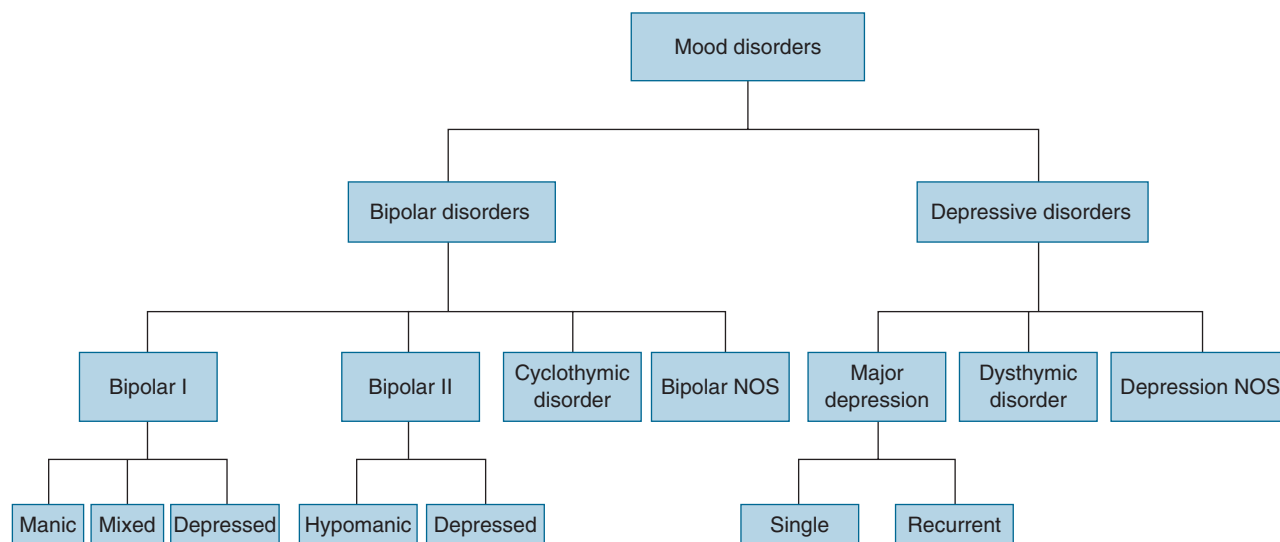 Mood disorders
Bipolar disorders
Depressive disorders
Bipolar I
Bipolar II
Cyclothymic
disorder
Bipolar NOS
Major
depression
Dysthymic
disorder
Depression NOS
Manic
Mixed
Depressed
Hypomanic
Depressed
Single
Recurrent